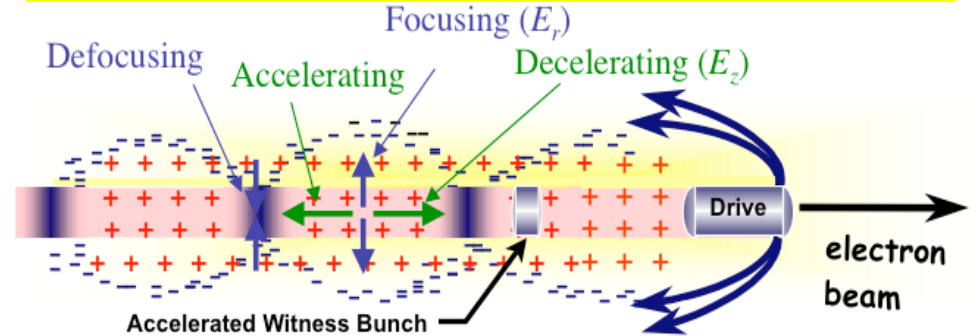 Focusing (E_r)
Defocusing
Accelerating
Decelerating (E_z)
Drive
electron
beam
Accelerated Witness Bunch